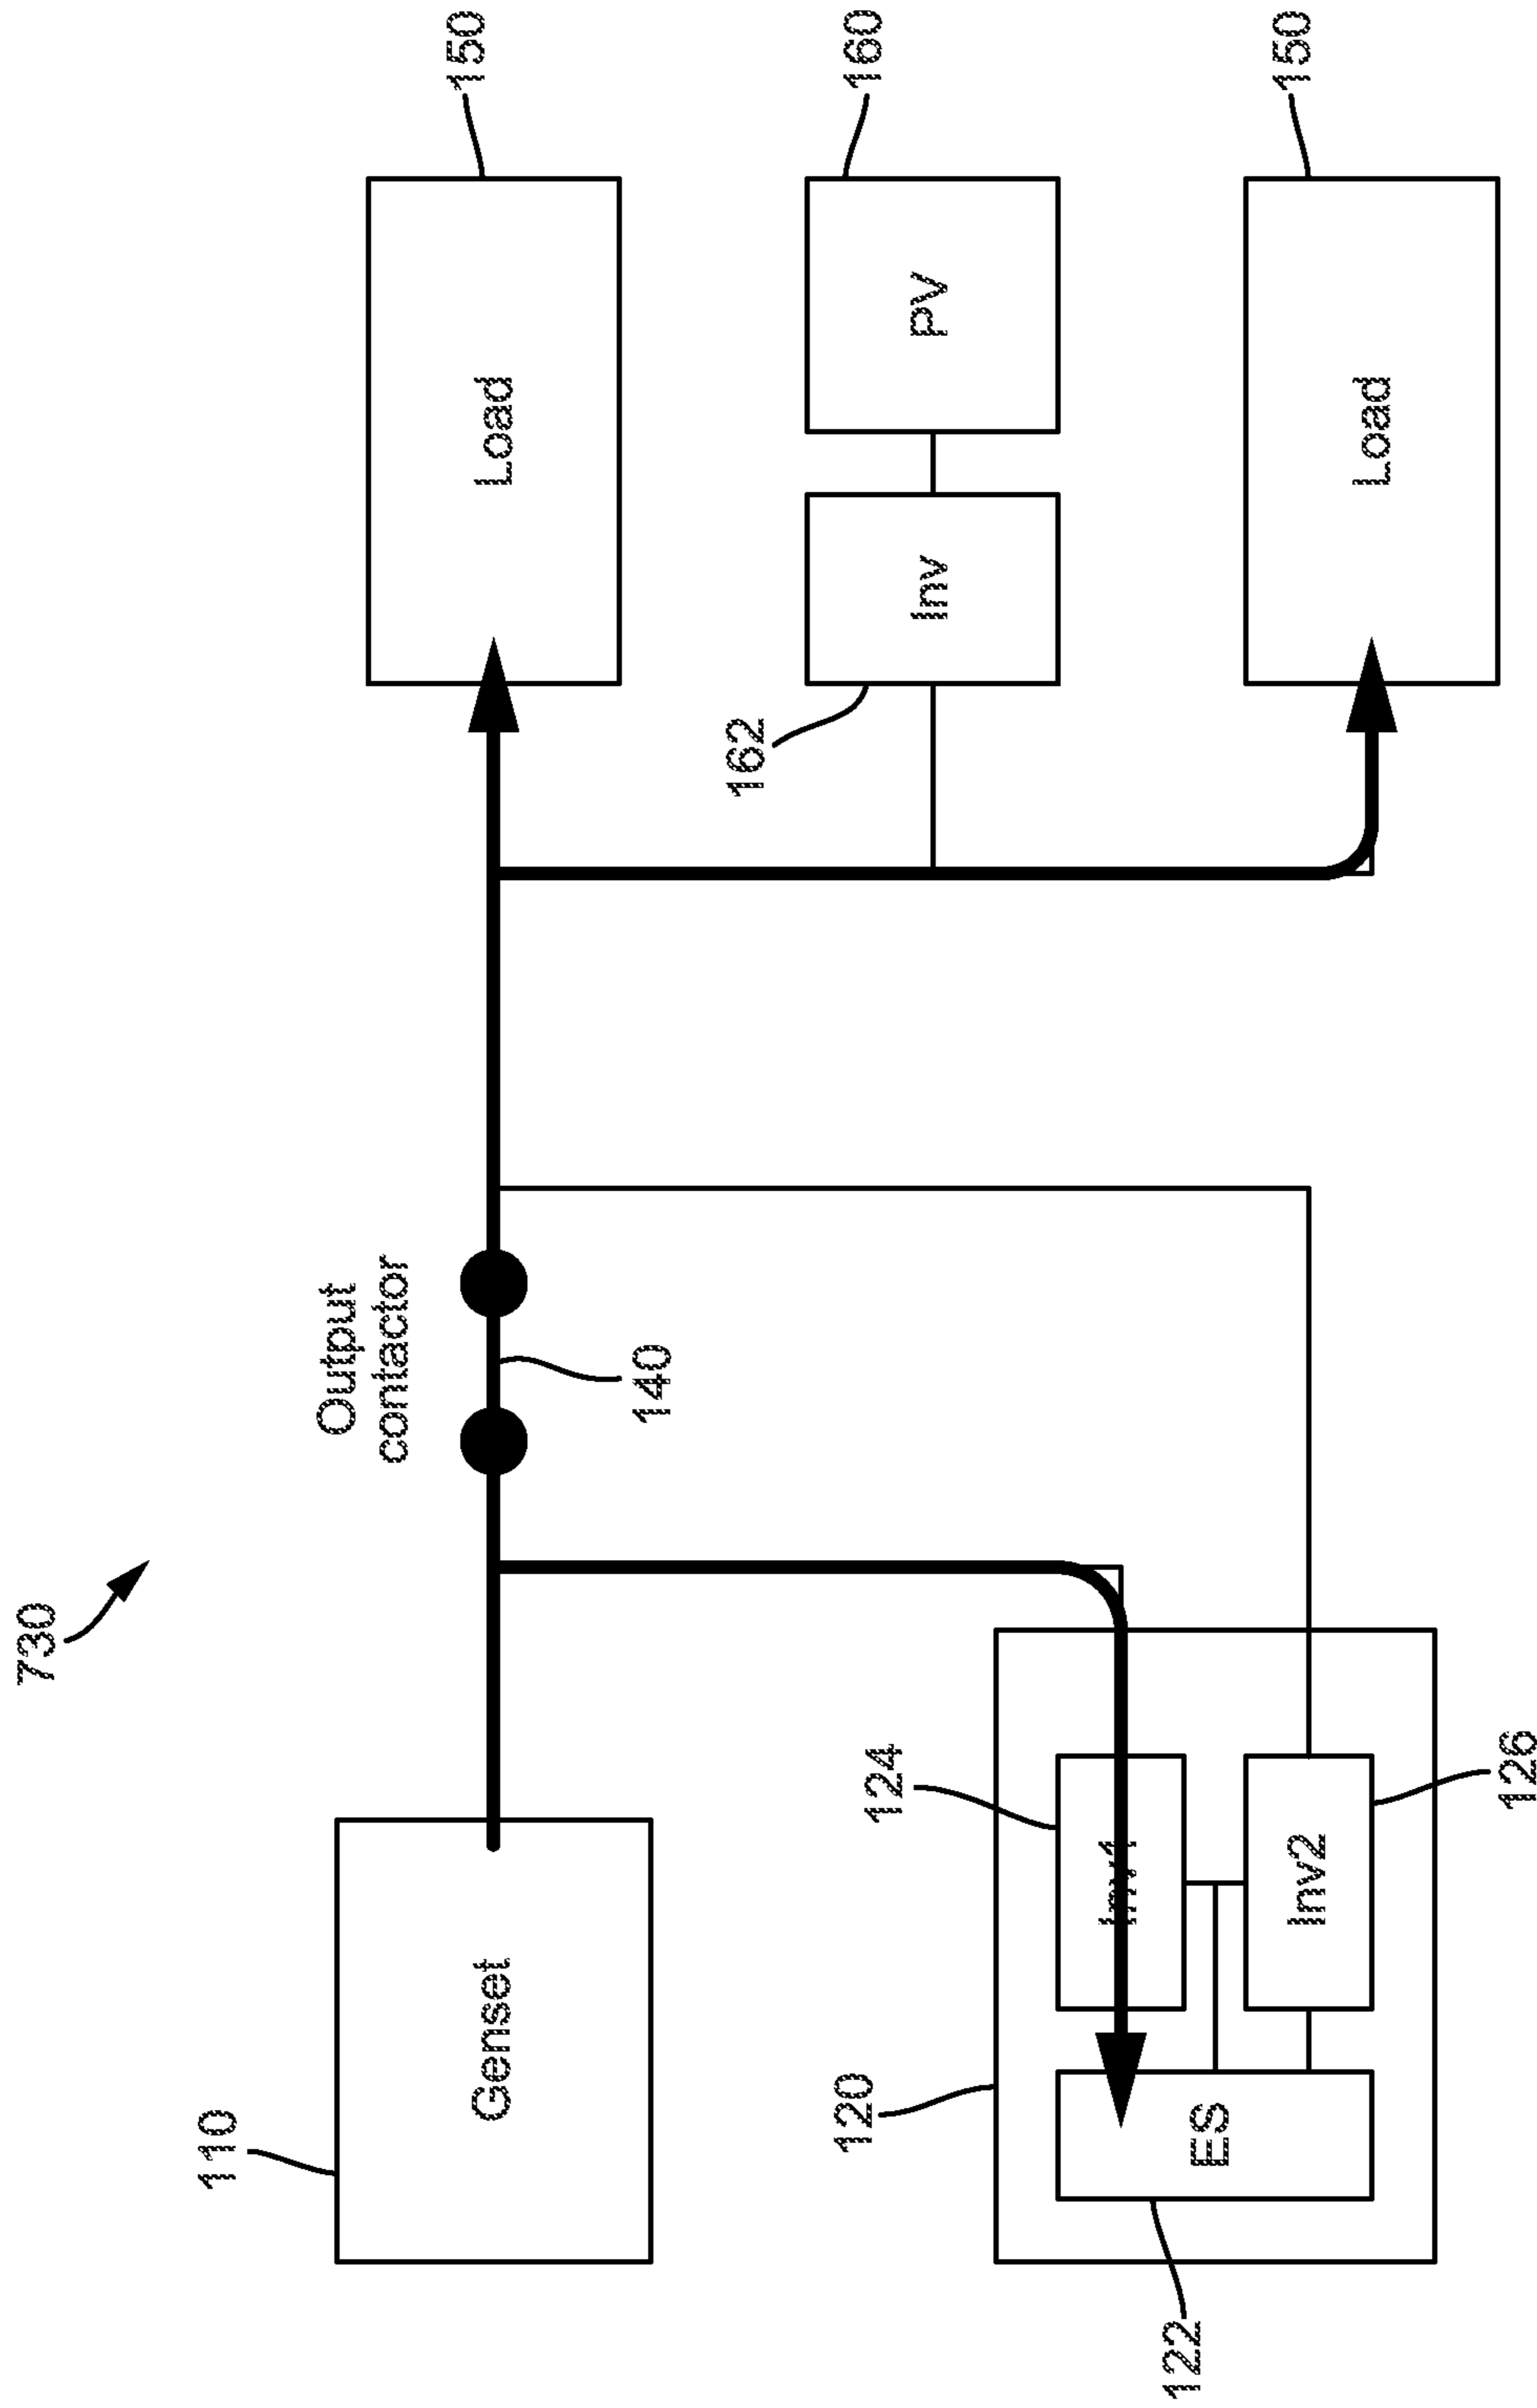 730
110
Genset
Output
contactor
140
Load
150
162
Inv
PV
160
Load
150
120
122
ES
124
Inv1
Inv2
126